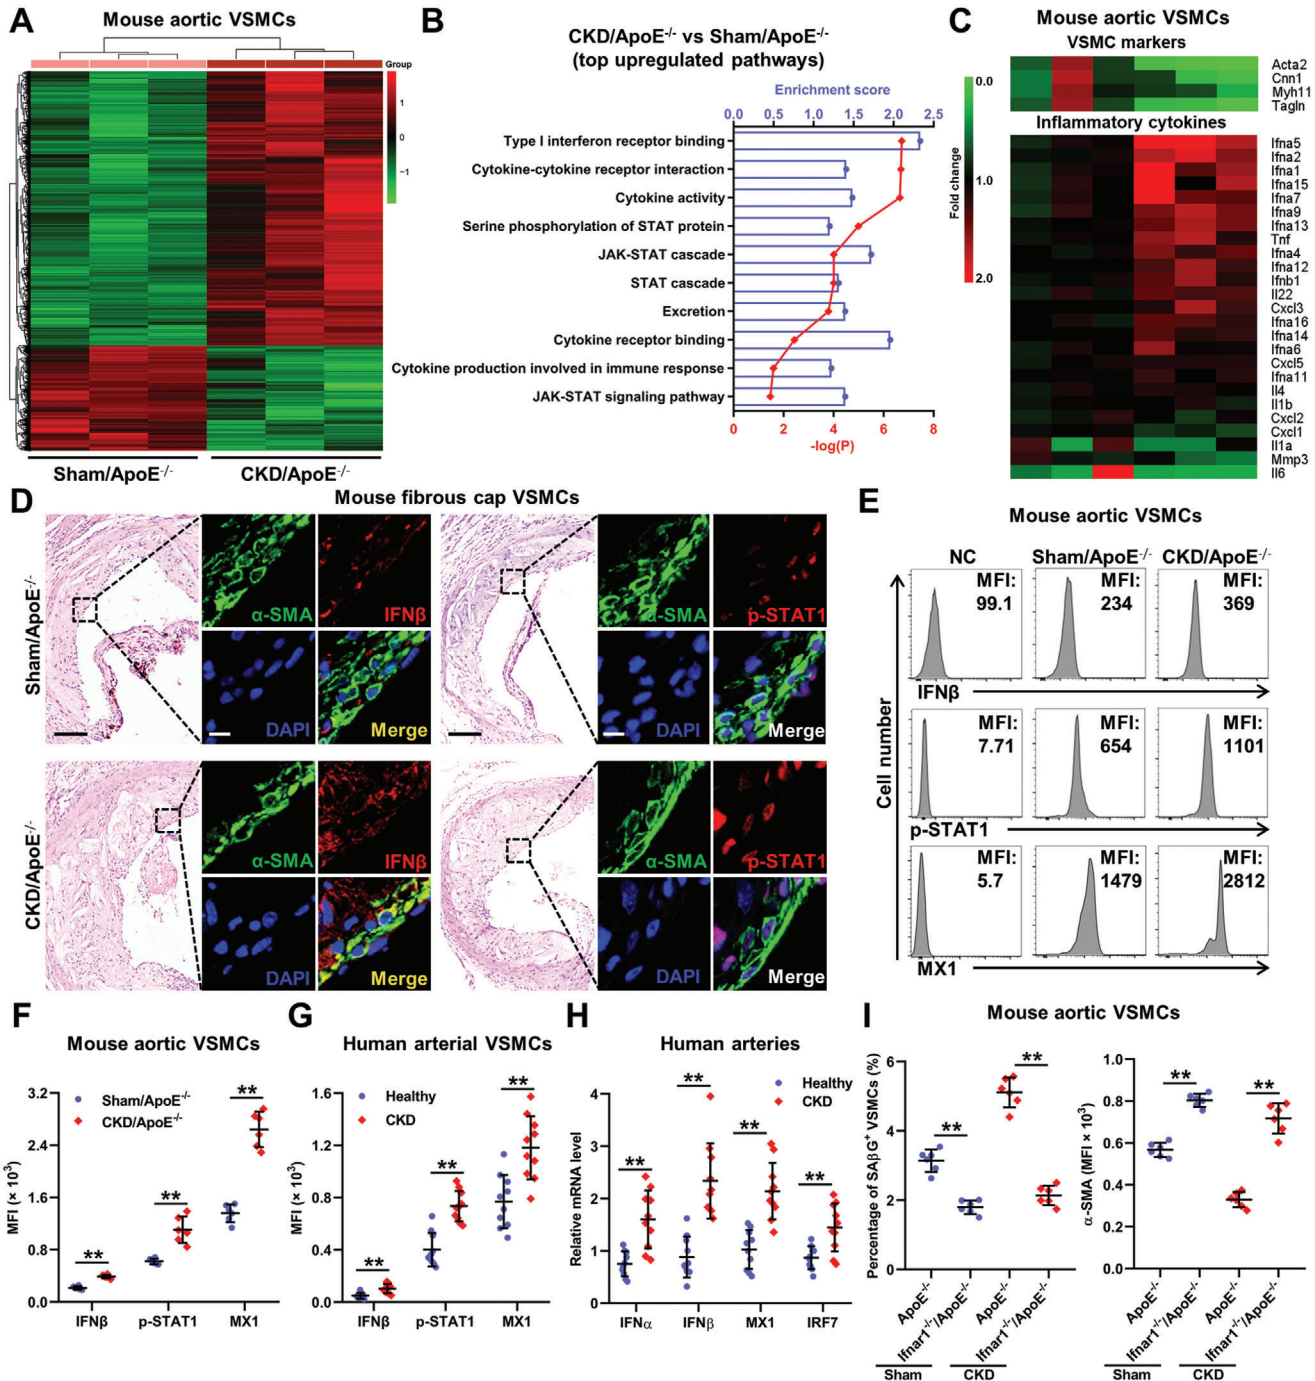 A
Mouse aortic VSMCs
Group
1
0
−1
Sham/ApoE-/-
CKD/ApoE-/-
B
CKD/ApoE-/- vs Sham/ApoE-/-
(top upregulated pathways)
Enrichment score
0.0 0.5 1.0 1.5 2.0 2.5
Type I interferon receptor binding
Cytokine-cytokine receptor interaction
Cytokine activity
Serine phosphorylation of STAT protein
JAK-STAT cascade
STAT cascade
Excretion
Cytokine receptor binding
Cytokine production involved in immune response
JAK-STAT signaling pathway
0 2 4 6 8
-log(P)
C
Mouse aortic VSMCs
VSMC markers
Acta2
Cnn1
Myh11
Tagln
Inflammatory cytokines
0.0
1.0
2.0
Fold change
Ifna5
Ifna2
Ifna1
Ifna15
Ifna7
Ifna9
Ifna13
Tnf
Ifna4
Ifna12
Ifnb1
Il22
Cxcl3
Ifna16
Ifna14
Ifna6
Cxcl5
Ifna11
Il4
Il1b
Cxcl2
Cxcl1
Il1a
Mmp3
Il6
D
Mouse fibrous cap VSMCs
Sham/ApoE-/-
α-SMA IFNβ
DAPI Merge
α-SMA p-STAT1
DAPI Merge
CKD/ApoE-/-
α-SMA IFNβ
DAPI Merge
α-SMA p-STAT1
DAPI Merge
E
Mouse aortic VSMCs
NC Sham/ApoE-/- CKD/ApoE-/-
Cell number
MFI: MFI: MFI:
99.1 234 369
IFNβ
MFI: MFI: MFI:
7.71 654 1101
p-STAT1
MFI: MFI: MFI:
5.7 1479 2812
MX1
F
Mouse aortic VSMCs
Sham/ApoE-/-
CKD/ApoE-/-
MFI (× 10³)
3.2
2.4
1.6
0.8
0.0
** ** **
IFNβ p-STAT1 MX1
G
Human arterial VSMCs
Healthy
CKD
MFI (× 10³)
1.6
1.2
0.8
0.4
0.0
** ** **
IFNβ p-STAT1 MX1
H
Human arteries
Healthy
CKD
Relative mRNA level
4
3
2
1
0
** ** ** **
IFNα IFNβ MX1 IRF7
I
Mouse aortic VSMCs
Percentage of SAβG+ VSMCs (%)
6
4
2
0
** **
ApoE-/-
Ifnar1-/-/ApoE-/-
ApoE-/-
Ifnar1-/-/ApoE-/-
Sham CKD
α-SMA (MFI × 10³)
1.0
0.8
0.6
0.4
0.2
0.0
** **
ApoE-/-
Ifnar1-/-/ApoE-/-
ApoE-/-
Ifnar1-/-/ApoE-/-
Sham CKD